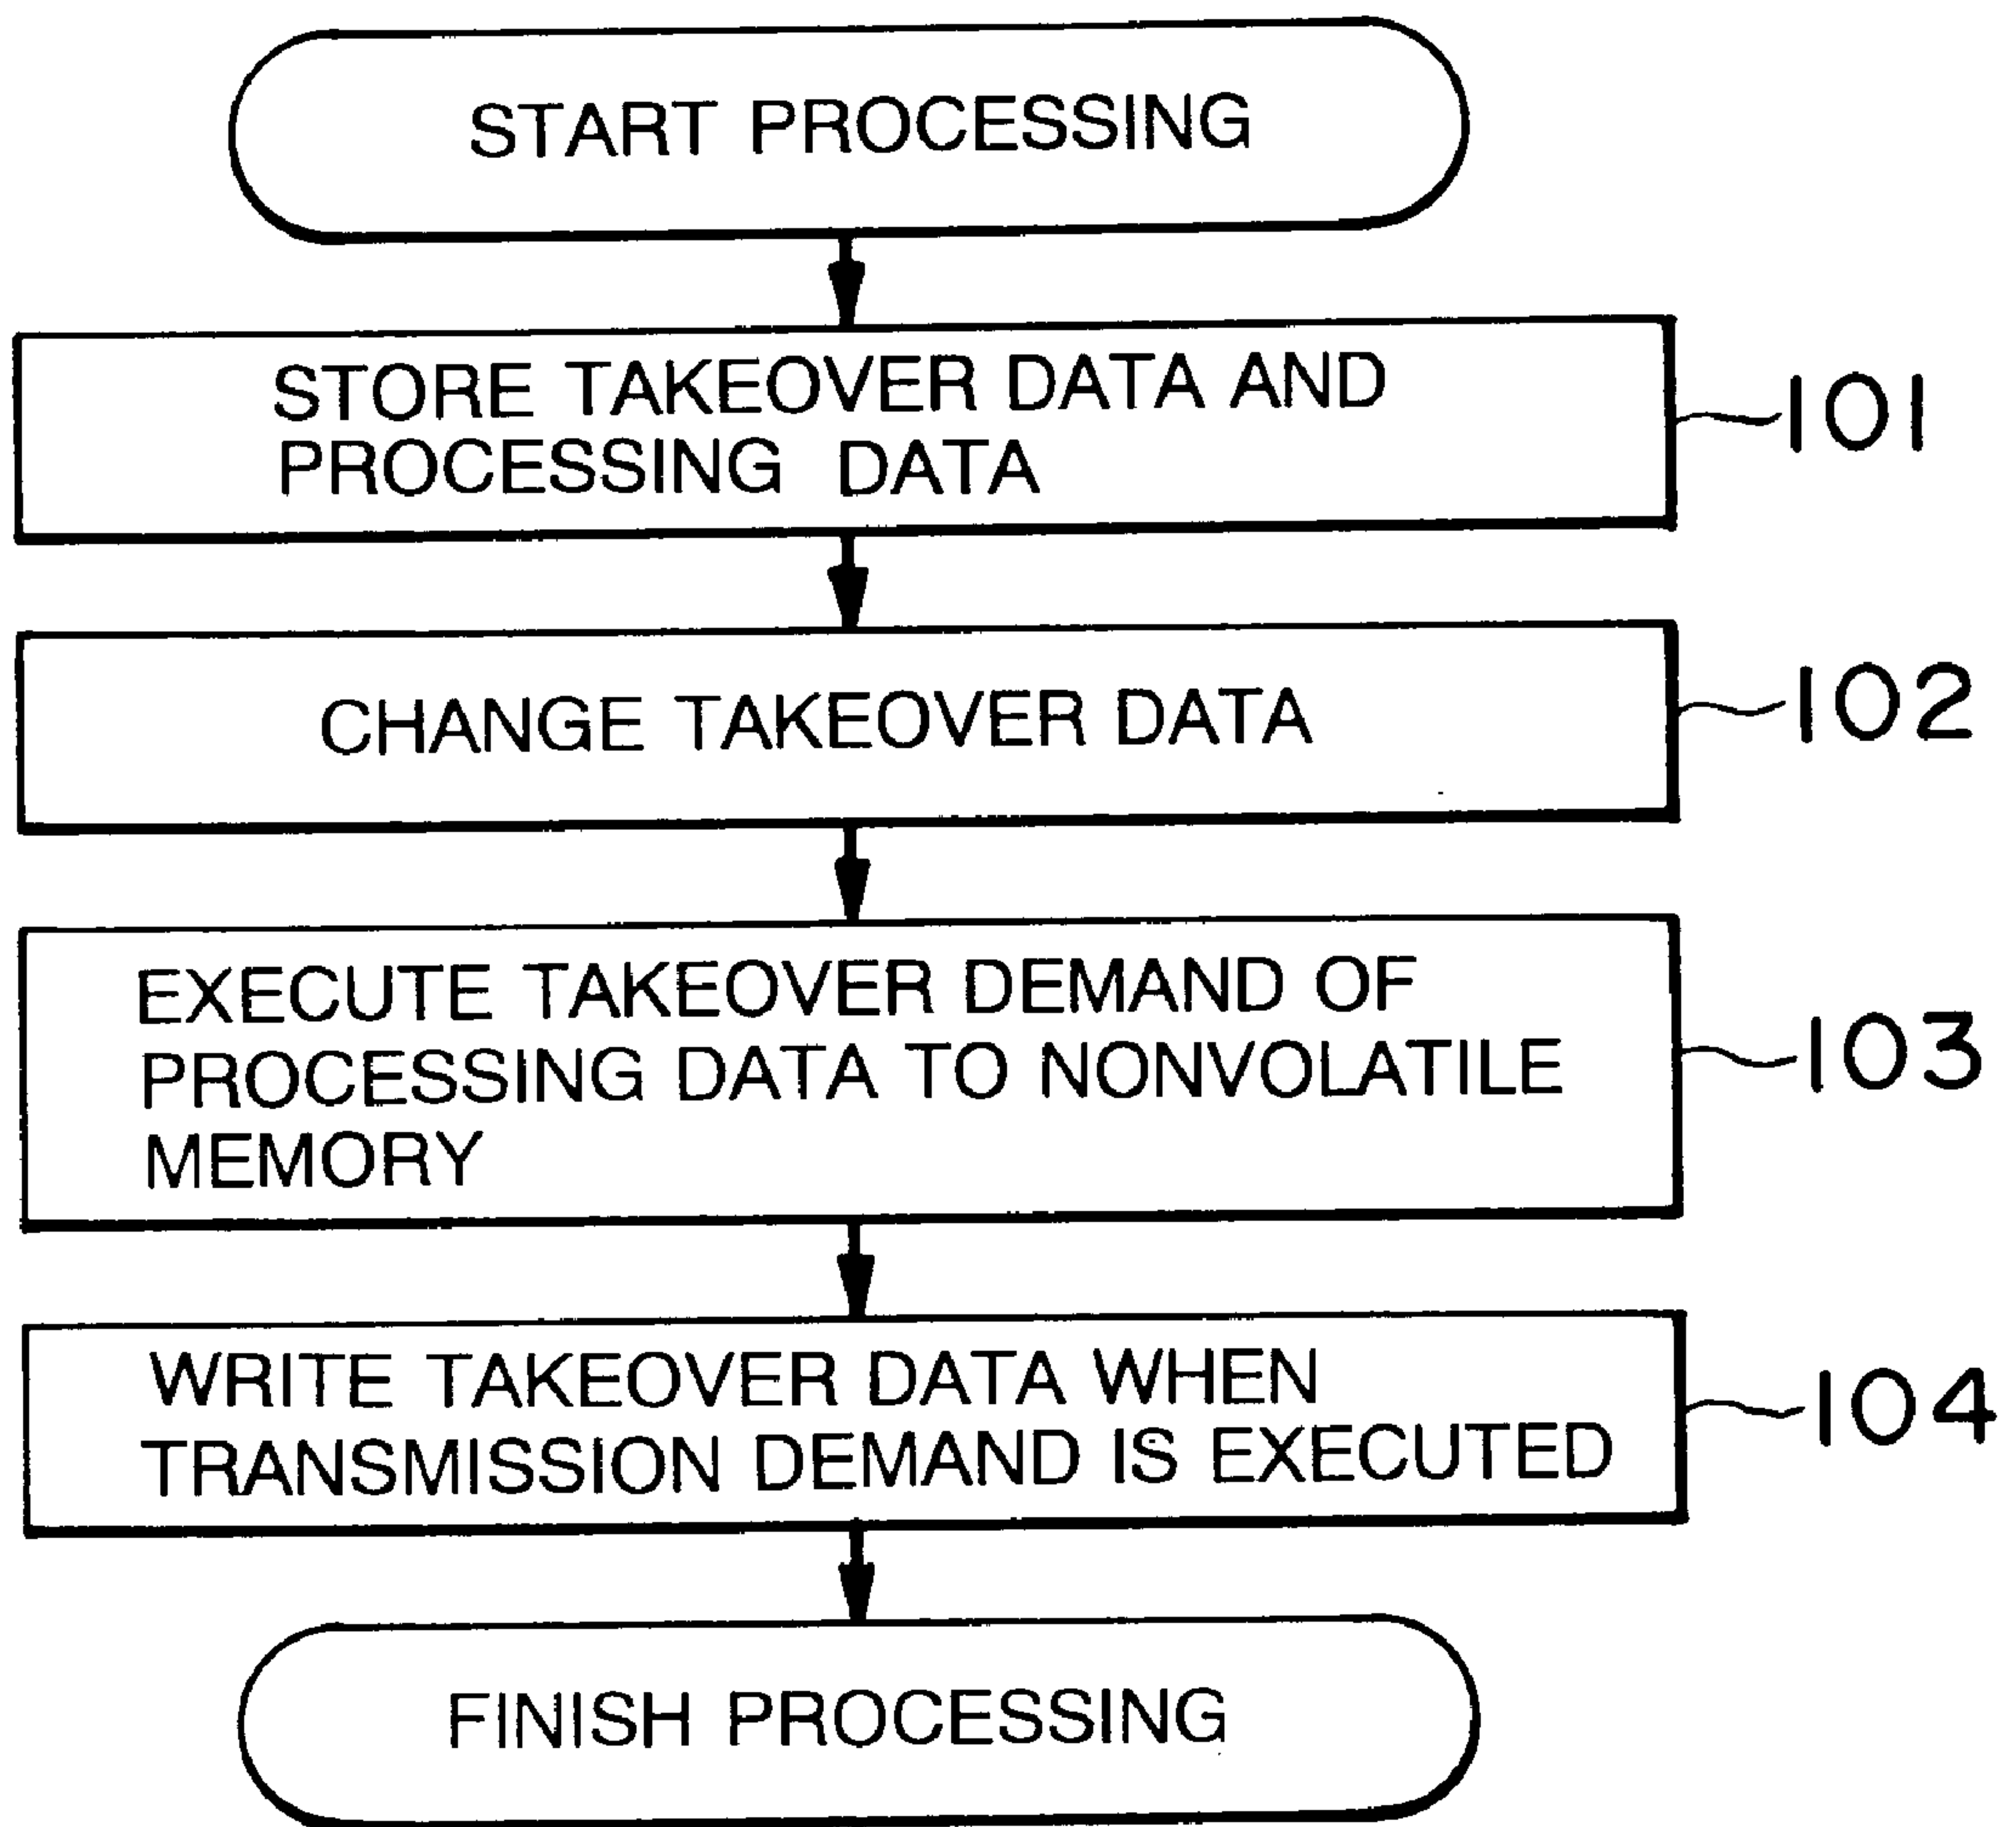 START PROCESSING
STORE TAKEOVER DATA AND
PROCESSING DATA
101
CHANGE TAKEOVER DATA
102
EXECUTE TAKEOVER DEMAND OF
PROCESSING DATA TO NONVOLATILE
MEMORY
103
WRITE TAKEOVER DATA WHEN
TRANSMISSION DEMAND IS EXECUTED
104
FINISH PROCESSING